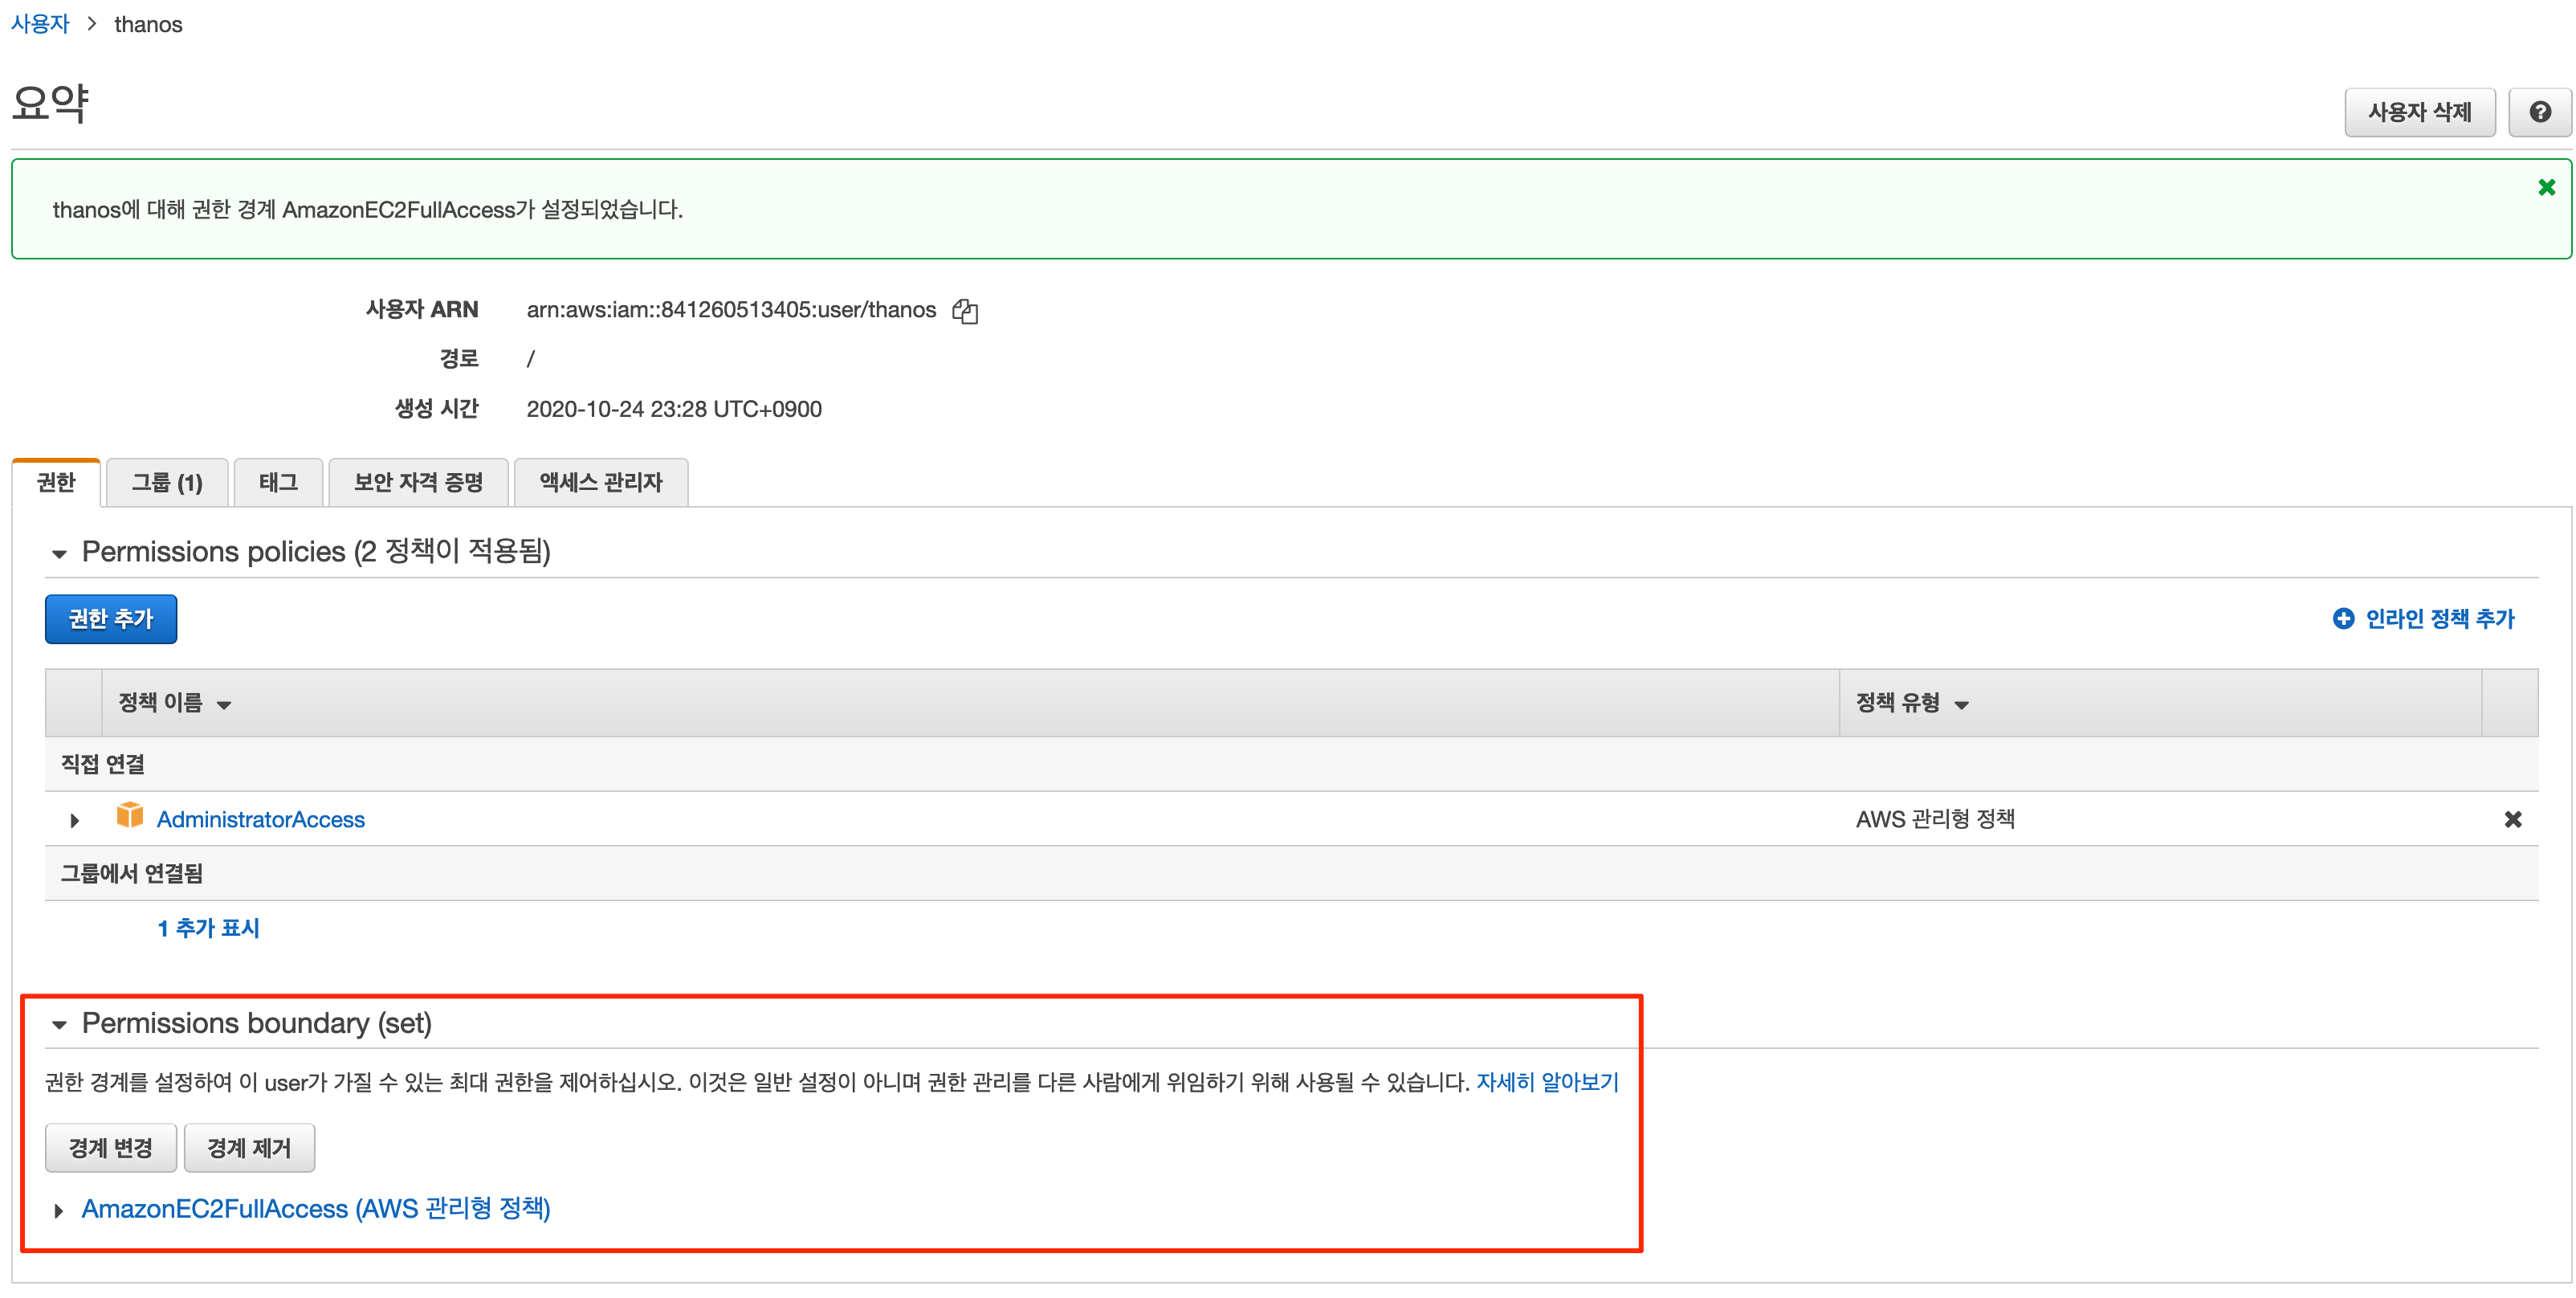 사용자 > thanos
요약
사용자 삭제
thanos에 대해 권한 경계 AmazonEC2FullAccess가 설정되었습니다.
사용자 ARN arn:aws:iam::841260513405:user/thanos
경로 /
생성 시간 2020-10-24 23:28 UTC+0900
권한 그룹 (1) 태그 보안 자격 증명 액세스 관리자
Permissions policies (2 정책이 적용됨)
권한 추가 인라인 정책 추가
정책 이름 정책 유형
직접 연결
AdministratorAccess AWS 관리형 정책
그룹에서 연결됨
1 추가 표시
Permissions boundary (set)
권한 경계를 설정하여 이 user가 가질 수 있는 최대 권한을 제어하십시오. 이것은 일반 설정이 아니며 권한 관리를 다른 사람에게 위임하기 위해 사용될 수 있습니다. 자세히 알아보기
경계 변경 경계 제거
AmazonEC2FullAccess (AWS 관리형 정책)